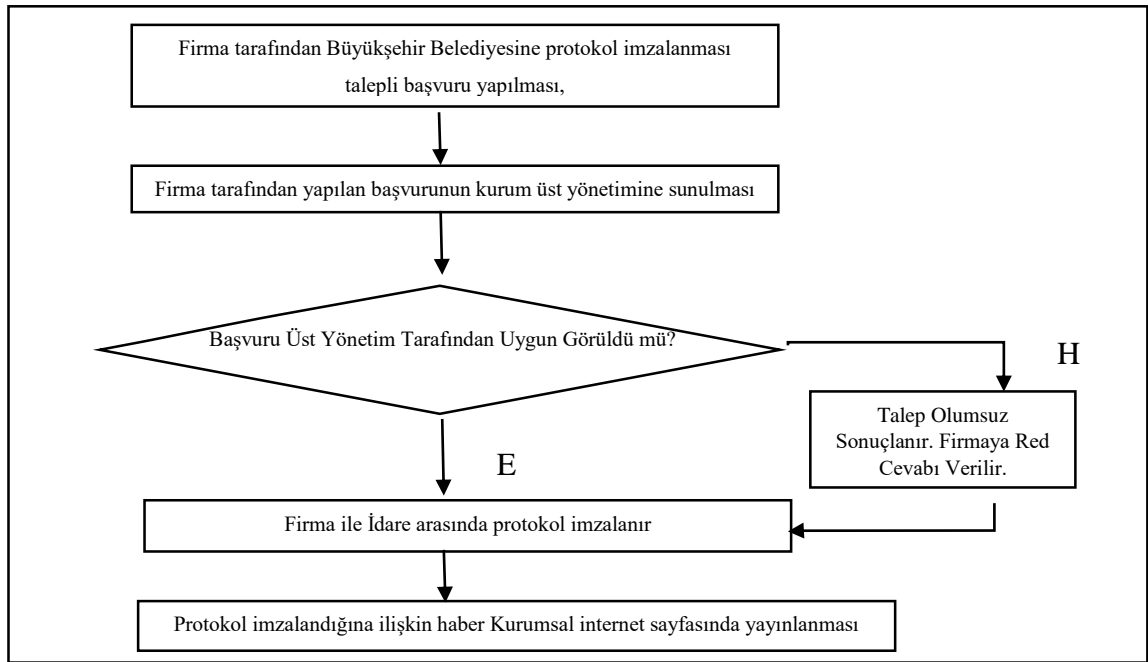 Firma tarafından Büyükşehir Belediyesine protokol imzalanması
talepli başvuru yapılması,
Firma tarafından yapılan başvurunun kurum üst yönetimine sunulması
Başvuru Üst Yönetim Tarafından Uygun Görüldü mü?
H
Talep Olumsuz
Sonuçlanır. Firmaya Red
Cevabı Verilir.
E
Firma ile İdare arasında protokol imzalanır
Protokol imzalandığına ilişkin haber Kurumsal internet sayfasında yayınlanması